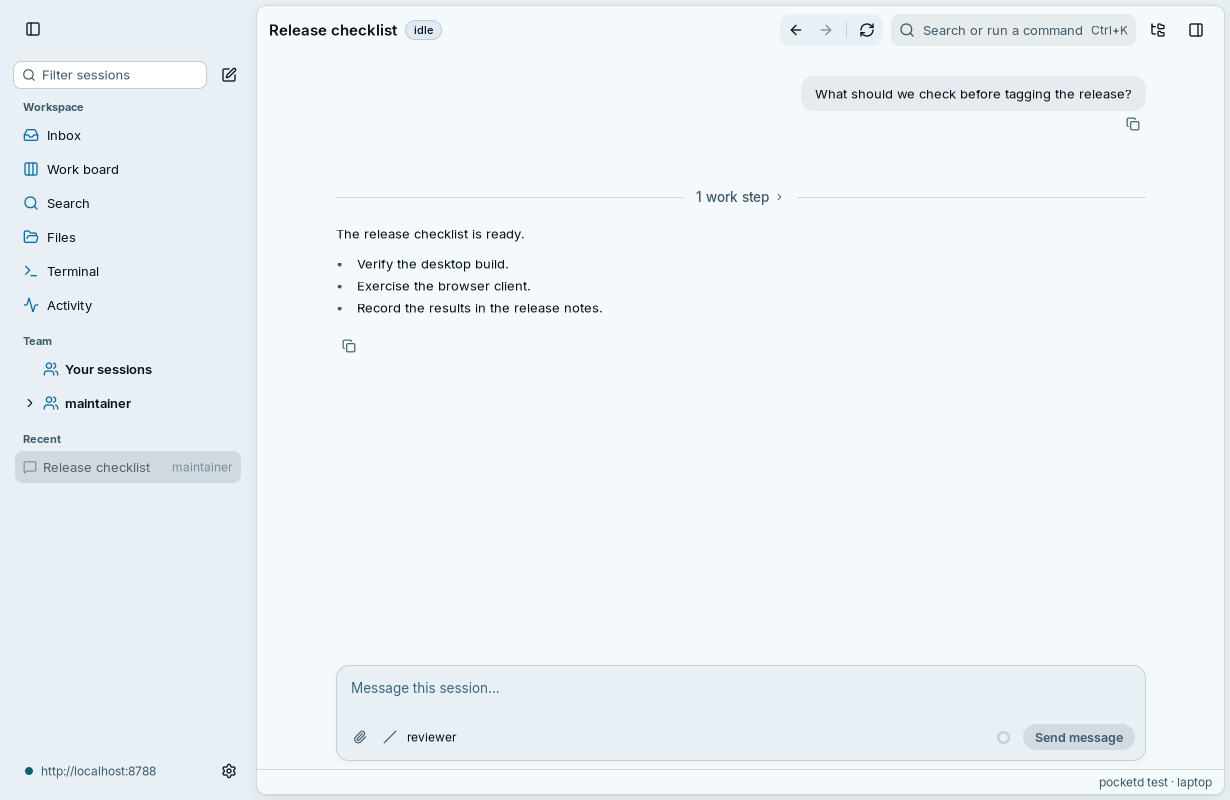 Release checklist idle
Search or run a command Ctrl+K
Filter sessions
Workspace
Inbox
Work board
Search
Files
Terminal
Activity
Team
Your sessions
maintainer
Recent
Release checklist maintainer
http://localhost:8788
What should we check before tagging the release?
1 work step
The release checklist is ready.
• Verify the desktop build.
• Exercise the browser client.
• Record the results in the release notes.
Message this session...
reviewer
Send message
pocketd test · laptop